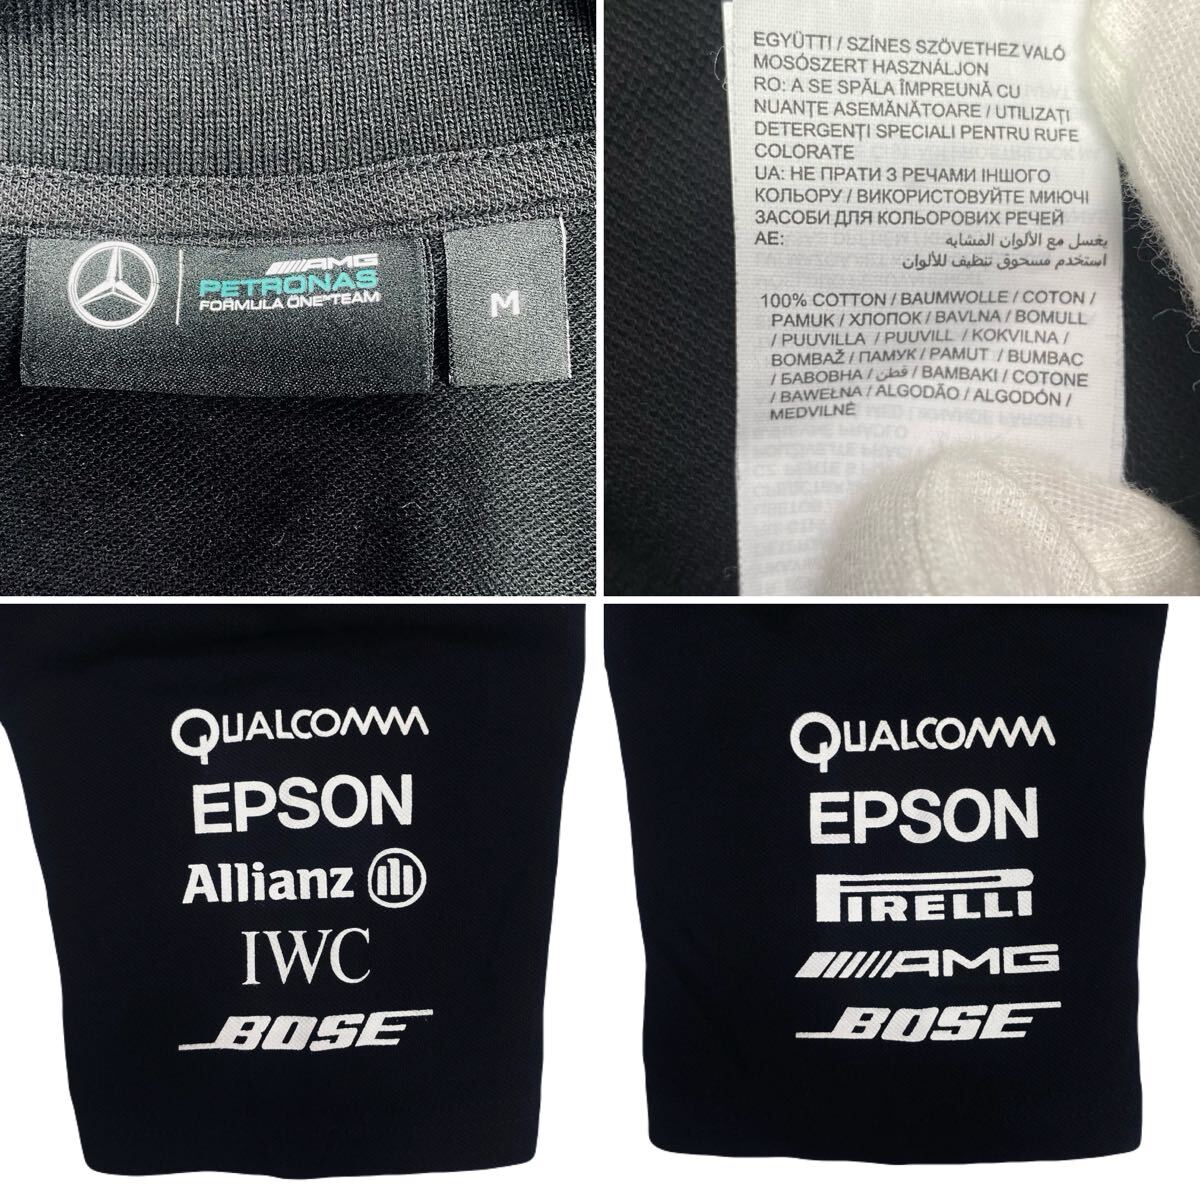 AMG
PETRONAS
FORMULA ONE™TEAM
M
EGYÜTTI / SZÍNES SZÖVETHEZ VALÓ
MOSÓSZERT HASZNÁLJON
RO: A SE SPĂLA ÎMPREUNĂ CU
NUANȚE ASEMĂNĂTOARE / UTILIZAȚI
DETERGENȚI SPECIALI PENTRU RUFE
COLORATE
UA: НЕ ПРАТИ З РЕЧАМИ ІНШОГО
КОЛЬОРУ / ВИКОРИСТОВУЙТЕ МИЮЧІ
ЗАСОБИ ДЛЯ КОЛЬОРОВИХ РЕЧЕЙ
AE: يغسل مع الألوان المشابه
استخدم مسحوق تنظيف للألوان
100% COTTON / BAUMWOLLE / COTON /
PAMUK / ХЛОПОК / BAVLNA / BOMULL
/ PUUVILLA / PUUVILL / KOKVILNA /
BOMBAŽ / ПАМУК / PAMUT / BUMBAC
/ БАВОВНА / قطن / BAMBAKI / COTONE
/ BAWEŁNA / ALGODÃO / ALGODÓN /
MEDVILNĖ
QUALCOMM
EPSON
Allianz
IWC
BOSE
QUALCOMM
EPSON
PIRELLI
AMG
BOSE